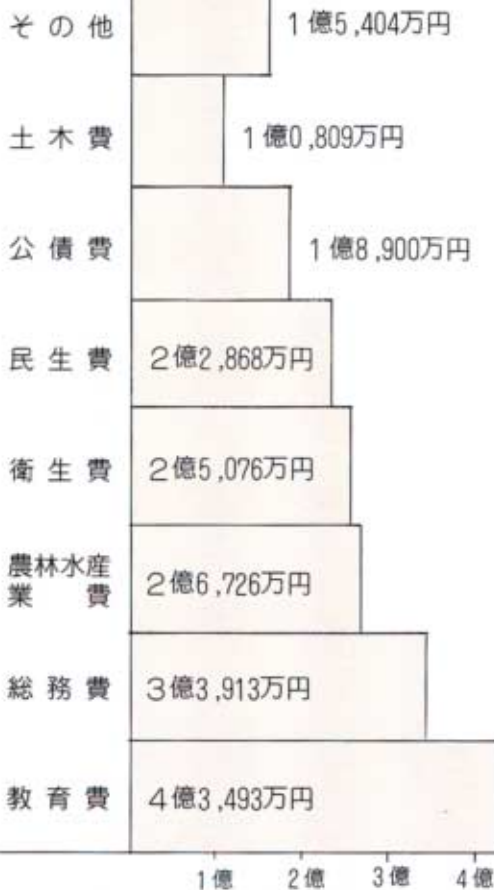 その他 1億5,404万円
土木費 1億0,809万円
公債費 1億8,900万円
民生費 2億2,868万円
衛生費 2億5,076万円
農林水産
業費 2億6,726万円
総務費 3億3,913万円
教育費 4億3,493万円
1億 2億 3億 4億